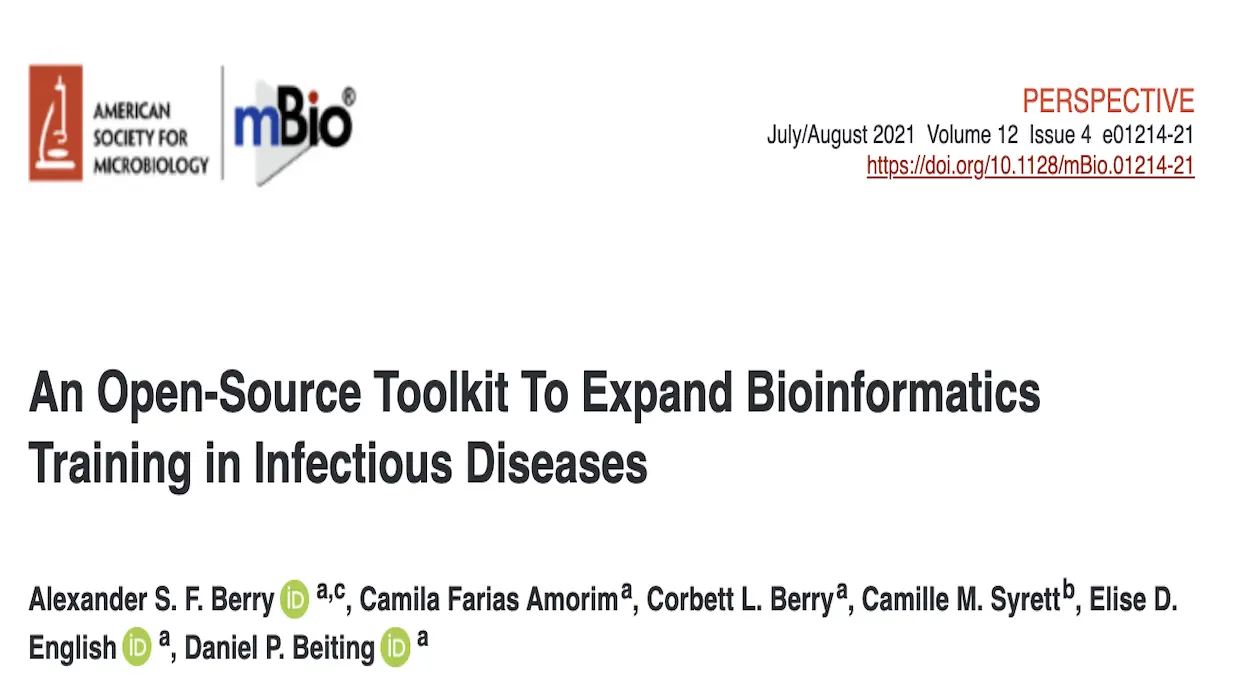 AMERICAN
SOCIETY FOR
MICROBIOLOGY
mBio®
PERSPECTIVE
July/August 2021 Volume 12 Issue 4 e01214-21
https://doi.org/10.1128/mBio.01214-21
An Open-Source Toolkit To Expand Bioinformatics
Training in Infectious Diseases
Alexander S. F. Berry iD a,c, Camila Farias Amorim a, Corbett L. Berry a, Camille M. Syrett b, Elise D.
English iD a, Daniel P. Beiting iD a